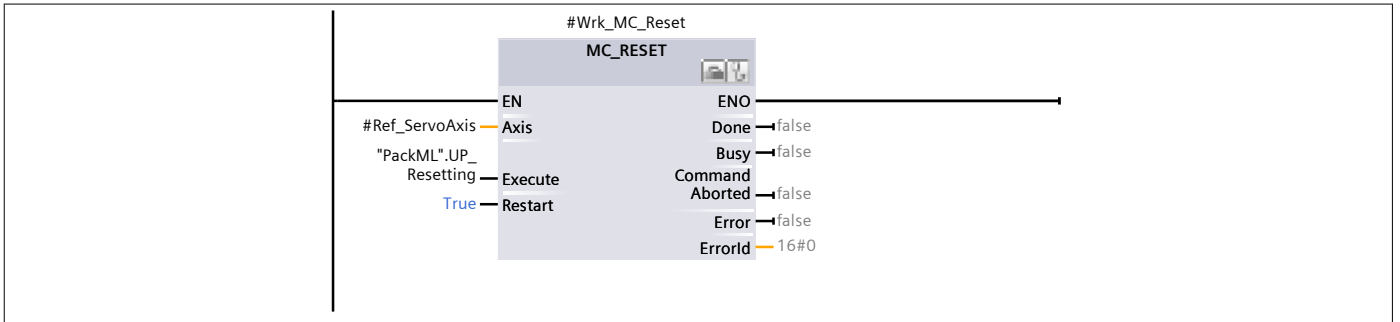 #Wrk_MC_Reset
MC_RESET
EN ENO
#Ref_ServoAxis Axis Done false
"PackML".UP_ Busy false
Resetting Execute Command
Aborted false
True Restart
Error false
ErrorId 16#0